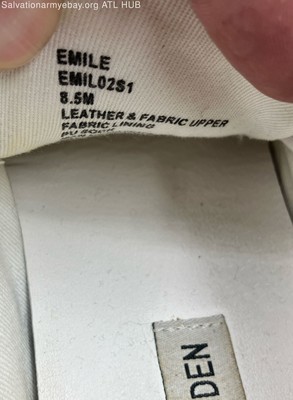 Salvationarmyebay.org ATL HUB
EMILE
EMIL02S1
8.5M
LEATHER & FABRIC UPPER
FABRIC LINING
DEN